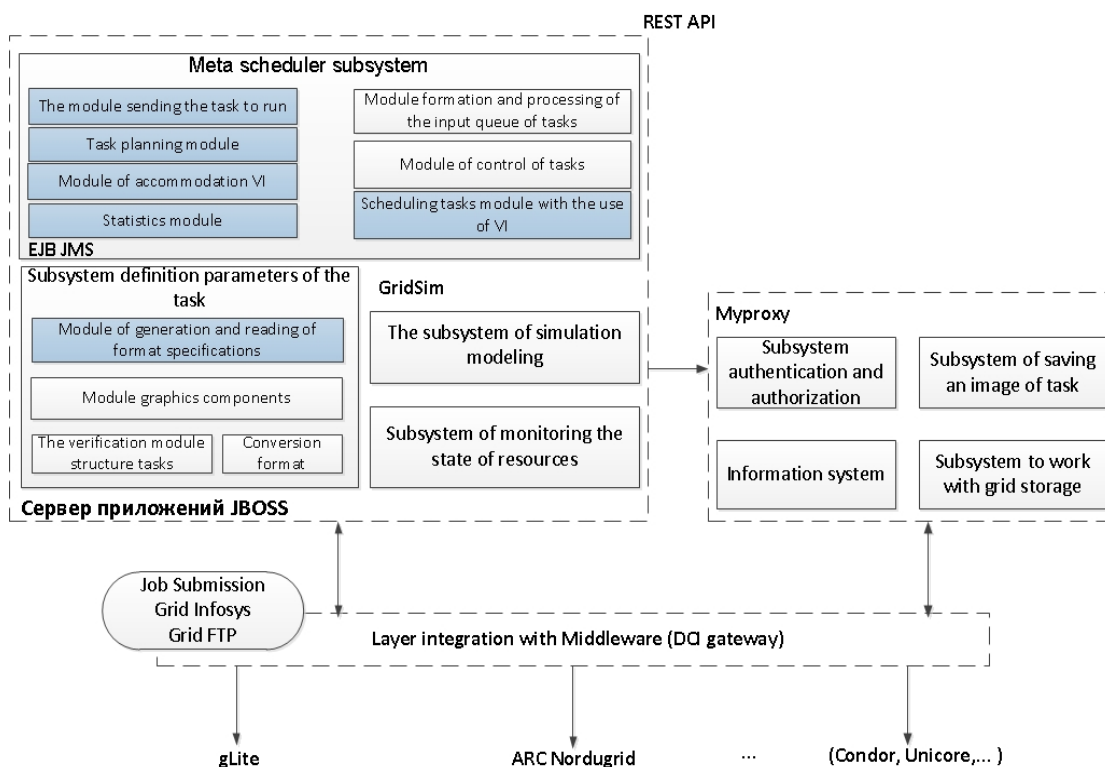 REST API
Meta scheduler subsystem
The module sending the task to run
Task planning module
Module of accommodation VI
Statistics module
Module formation and processing of
the input queue of tasks
Module of control of tasks
Scheduling tasks module with the use
of VI
EJB JMS
Subsystem definition parameters of the
task
Module of generation and reading of
format specifications
Module graphics components
The verification module
structure tasks
Conversion
format
GridSim
The subsystem of simulation
modeling
Subsystem of monitoring the
state of resources
Сервер приложений JBOSS
Myproxy
Subsystem
authentication and
authorization
Subsystem of saving
an image of task
Information system
Subsystem to work
with grid storage
Job Submission
Grid Infosys
Grid FTP
Layer integration with Middleware (DCI gateway)
gLite
ARC Nordugrid
...
(Condor, Unicore,... )